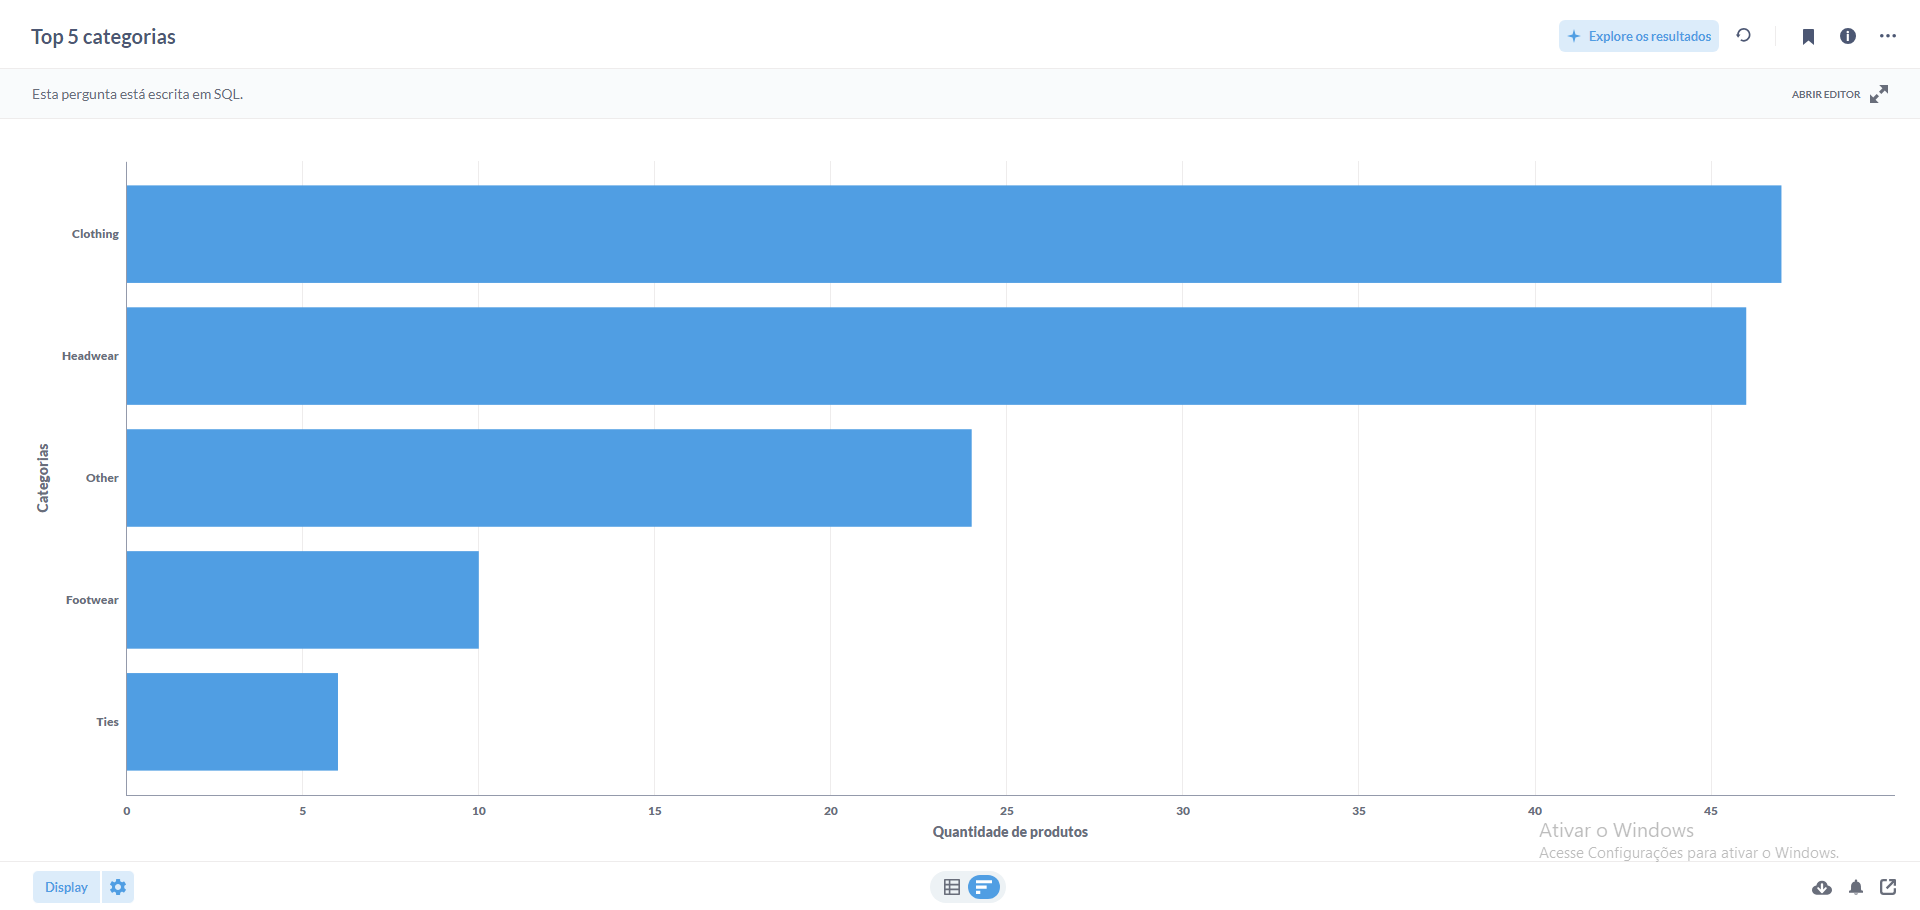 Top 5 categorias
Explore os resultados
Esta pergunta está escrita em SQL.
ABRIR EDITOR
Categorias
Clothing
Headwear
Other
Footwear
Ties
0 5 10 15 20 25 30 35 40 45
Quantidade de produtos
Ativar o Windows
Acesse Configurações para ativar o Windows.
Display